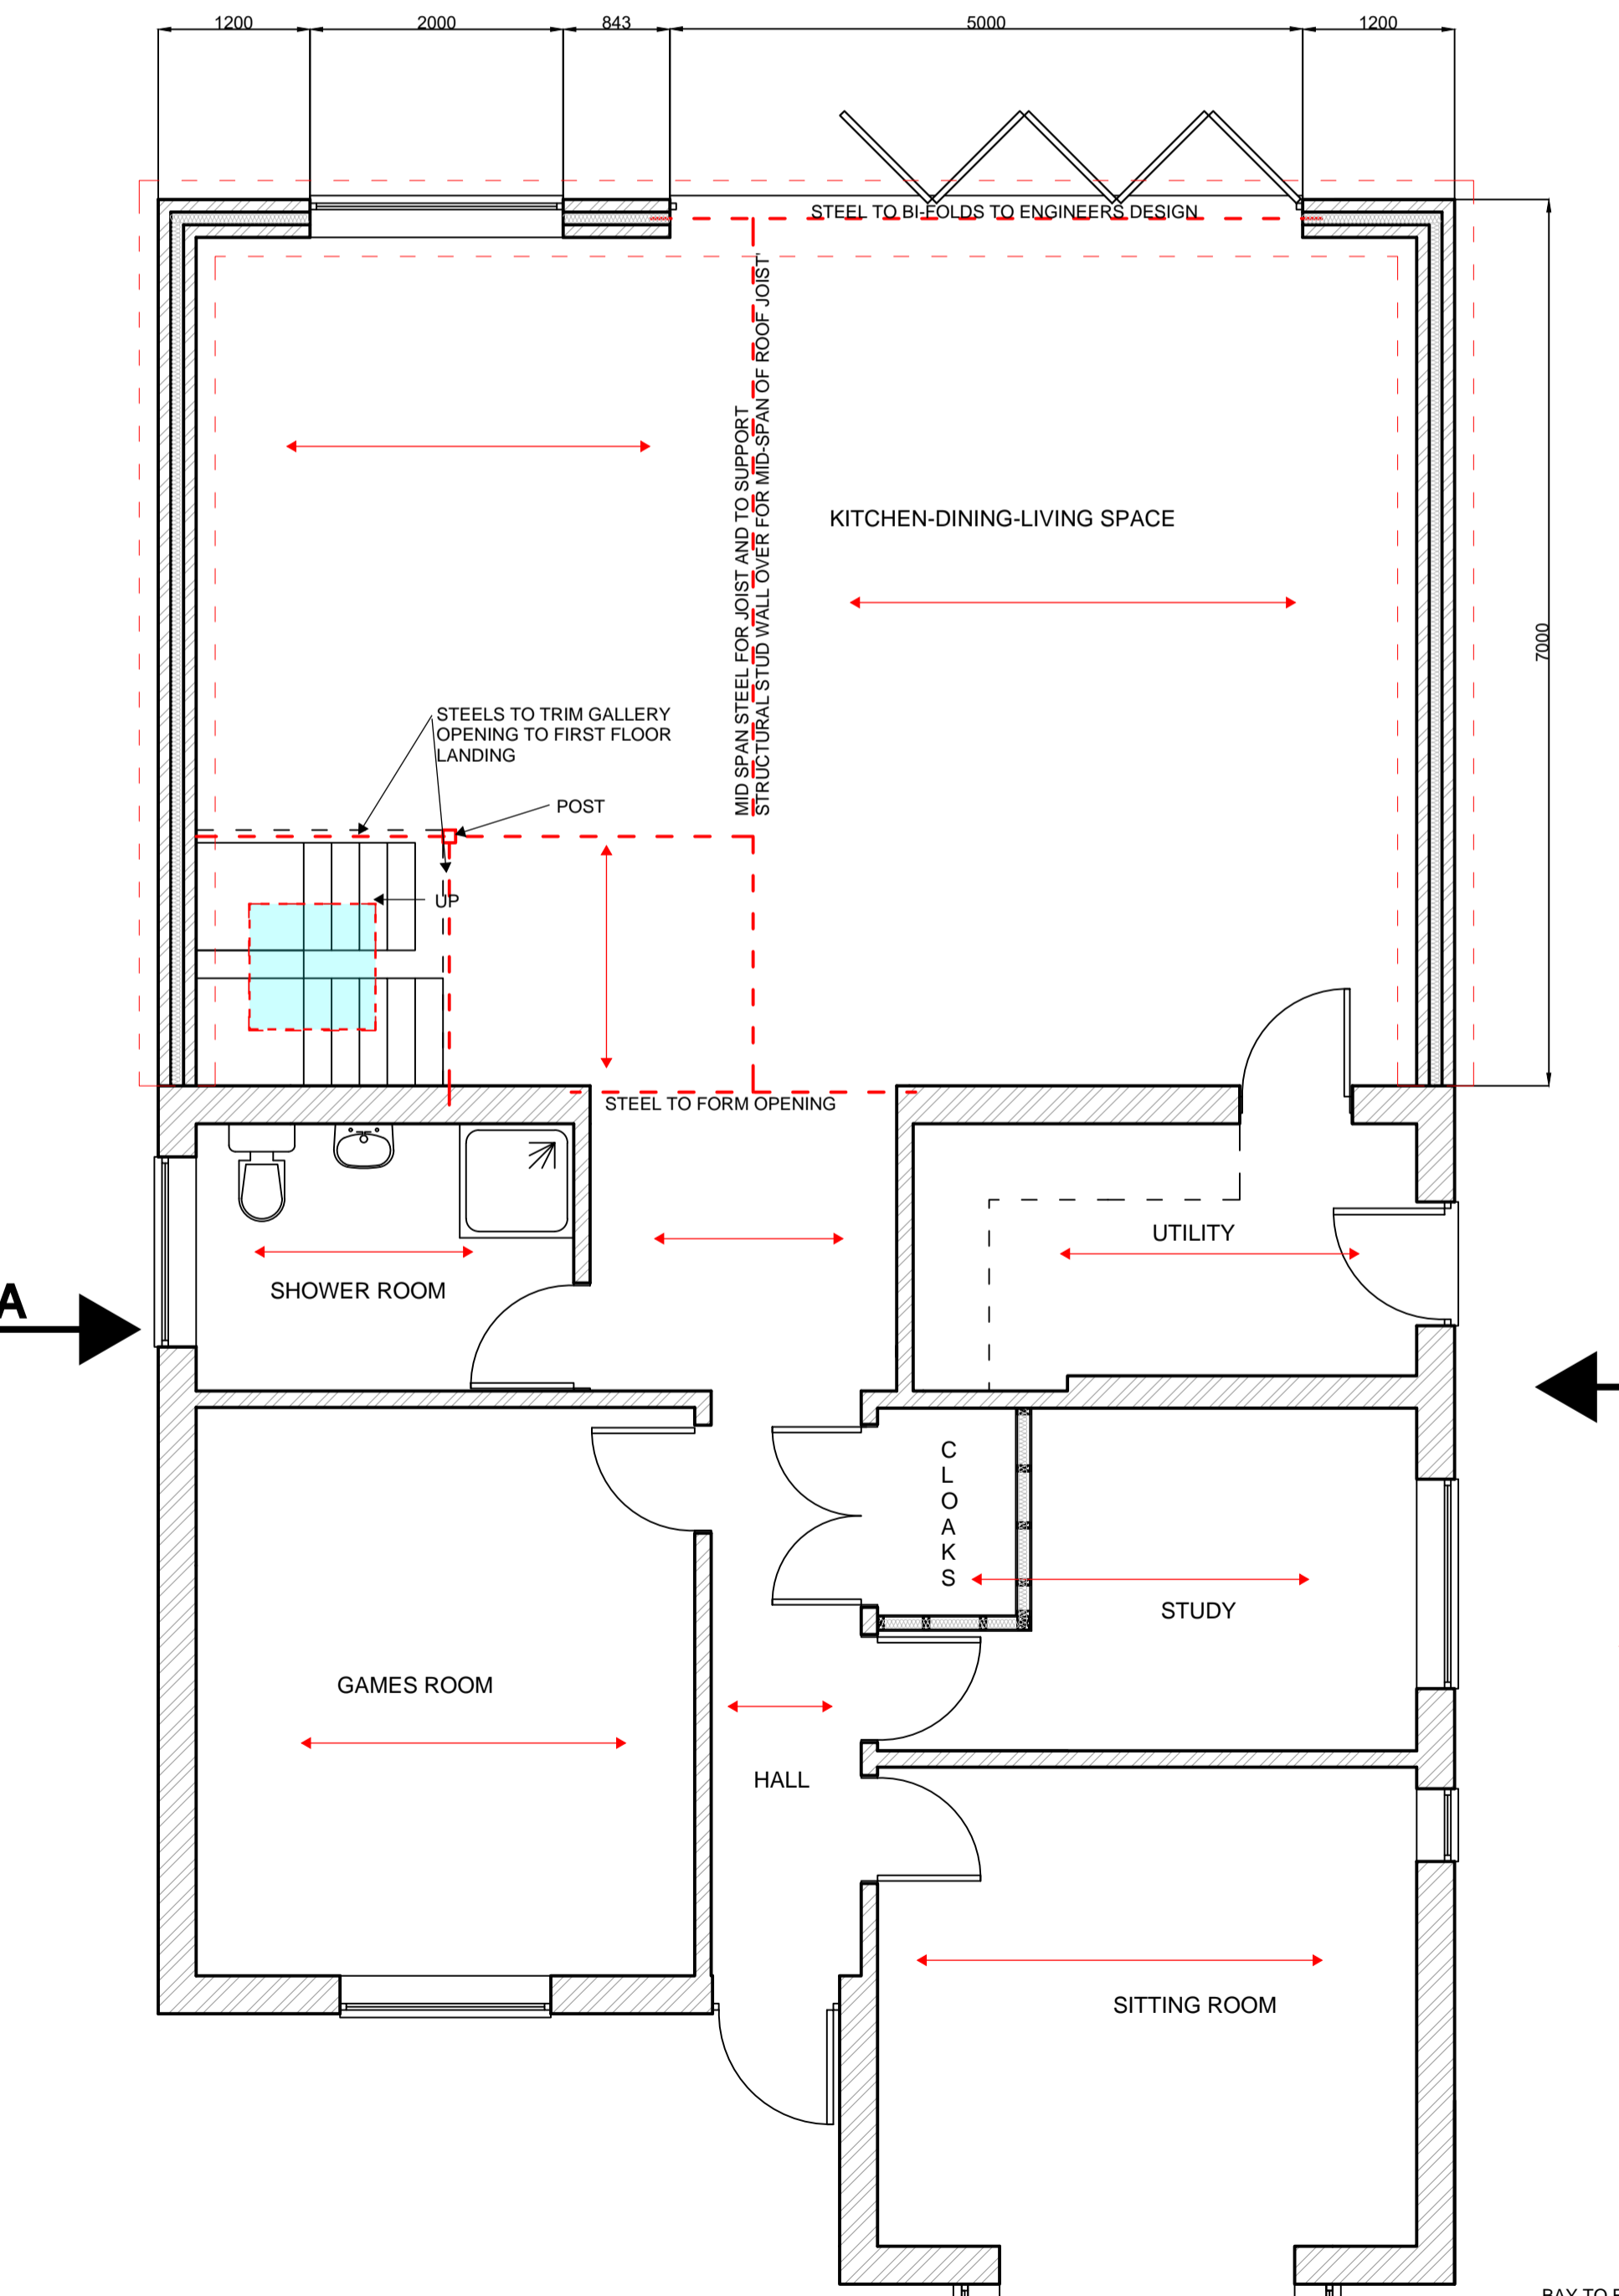 1200
2000
843
5000
1200
STEEL TO BI-FOLDS TO ENGINEERS DESIGN
MID SPAN STEEL FOR JOIST AND TO SUPPORT
STRUCTURAL STUD WALL OVER FOR MID-SPAN OF ROOF JOIST
KITCHEN-DINING-LIVING SPACE
7000
STEELS TO TRIM GALLERY
OPENING TO FIRST FLOOR
LANDING
POST
UP
STEEL TO FORM OPENING
UTILITY
SHOWER ROOM
A
CLOAKS
STUDY
GAMES ROOM
HALL
SITTING ROOM
BAY TO